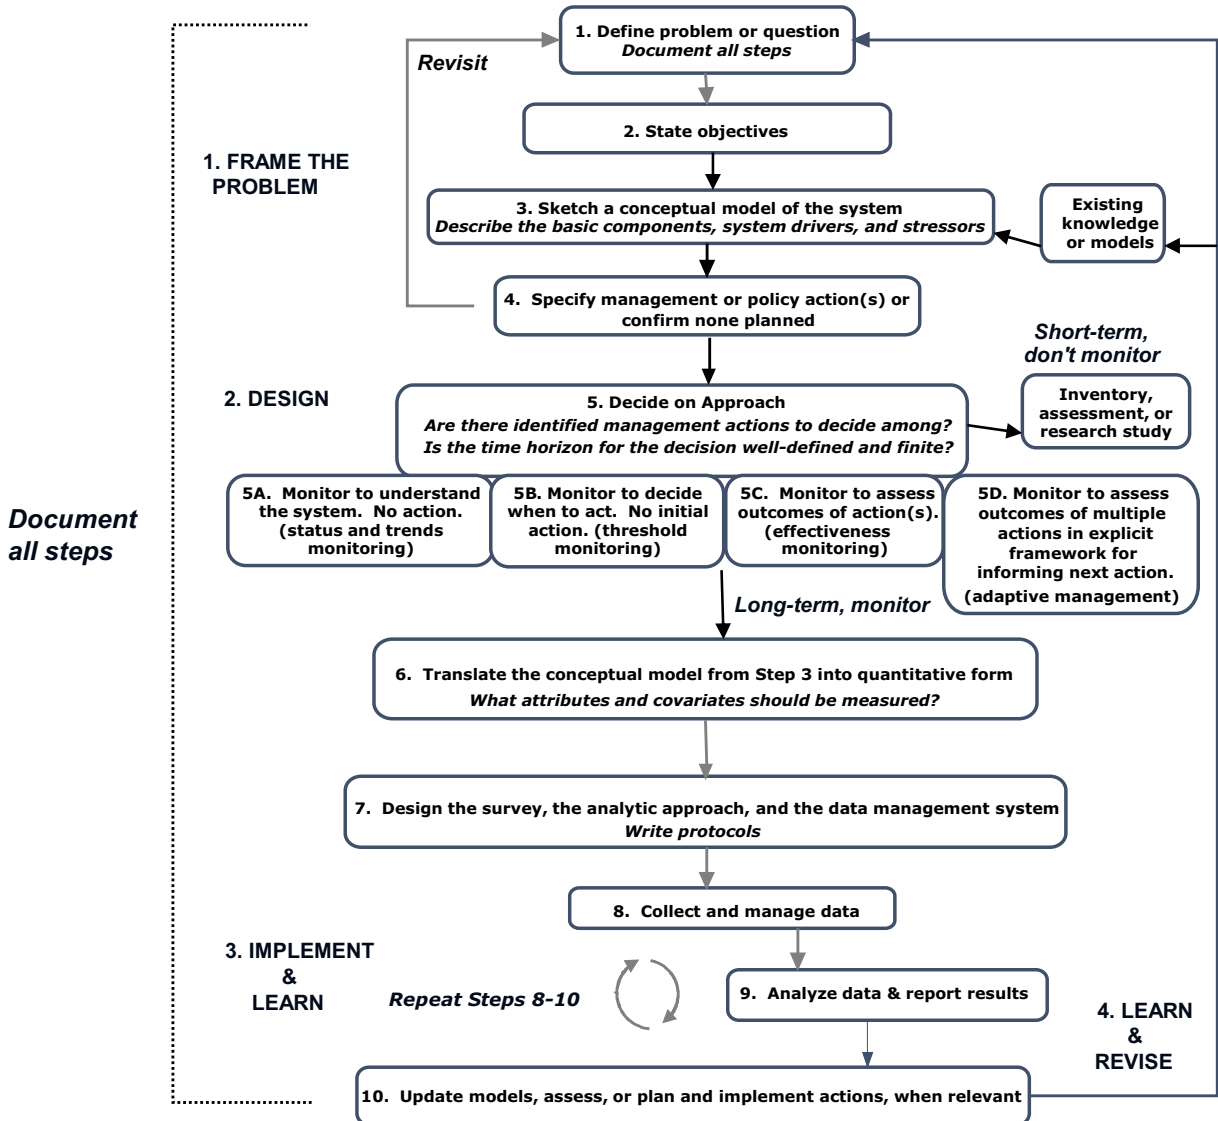 1. Define problem or question
Document all steps
Revisit
2. State objectives
1. FRAME THE
PROBLEM
3. Sketch a conceptual model of the system
Describe the basic components, system drivers, and stressors
Existing
knowledge
or models
4. Specify management or policy action(s) or
confirm none planned
Short-term,
don't monitor
2. DESIGN
5. Decide on Approach
Are there identified management actions to decide among?
Is the time horizon for the decision well-defined and finite?
Inventory,
assessment, or
research study
5A. Monitor to understand
the system. No action.
(status and trends
monitoring)
5B. Monitor to decide
when to act. No initial
action. (threshold
monitoring)
5C. Monitor to assess
outcomes of action(s).
(effectiveness
monitoring)
5D. Monitor to assess
outcomes of multiple
actions in explicit
framework for
informing next action.
(adaptive management)
Document
all steps
Long-term, monitor
6. Translate the conceptual model from Step 3 into quantitative form
What attributes and covariates should be measured?
7. Design the survey, the analytic approach, and the data management system
Write protocols
8. Collect and manage data
3. IMPLEMENT
&
LEARN
Repeat Steps 8-10
9. Analyze data & report results
4. LEARN
&
REVISE
10. Update models, assess, or plan and implement actions, when relevant